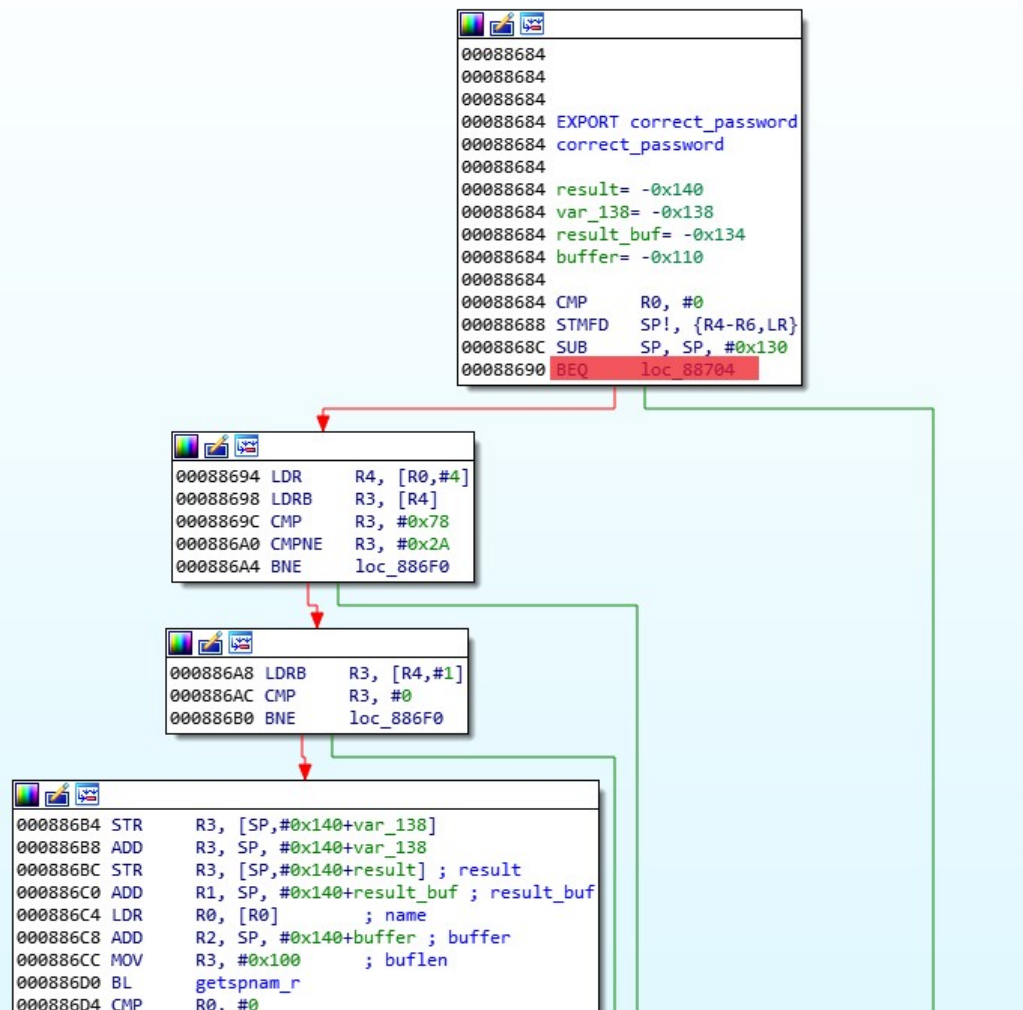 00088684
00088684
00088684
00088684 EXPORT correct_password
00088684 correct_password
00088684
00088684 result= -0x140
00088684 var_138= -0x138
00088684 result_buf= -0x134
00088684 buffer= -0x110
00088684
00088684 CMP R0, #0
00088688 STMFD SP!, {R4-R6,LR}
0008868C SUB SP, SP, #0x130
00088690 BEQ loc_88704
00088694 LDR R4, [R0,#4]
00088698 LDRB R3, [R4]
0008869C CMP R3, #0x78
000886A0 CMPNE R3, #0x2A
000886A4 BNE loc_886F0
000886A8 LDRB R3, [R4,#1]
000886AC CMP R3, #0
000886B0 BNE loc_886F0
000886B4 STR R3, [SP,#0x140+var_138]
000886B8 ADD R3, SP, #0x140+var_138
000886BC STR R3, [SP,#0x140+result] ; result
000886C0 ADD R1, SP, #0x140+result_buf ; result_buf
000886C4 LDR R0, [R0] ; name
000886C8 ADD R2, SP, #0x140+buffer ; buffer
000886CC MOV R3, #0x100 ; buflen
000886D0 BL getspnam_r
000886D4 CMP R0, #0